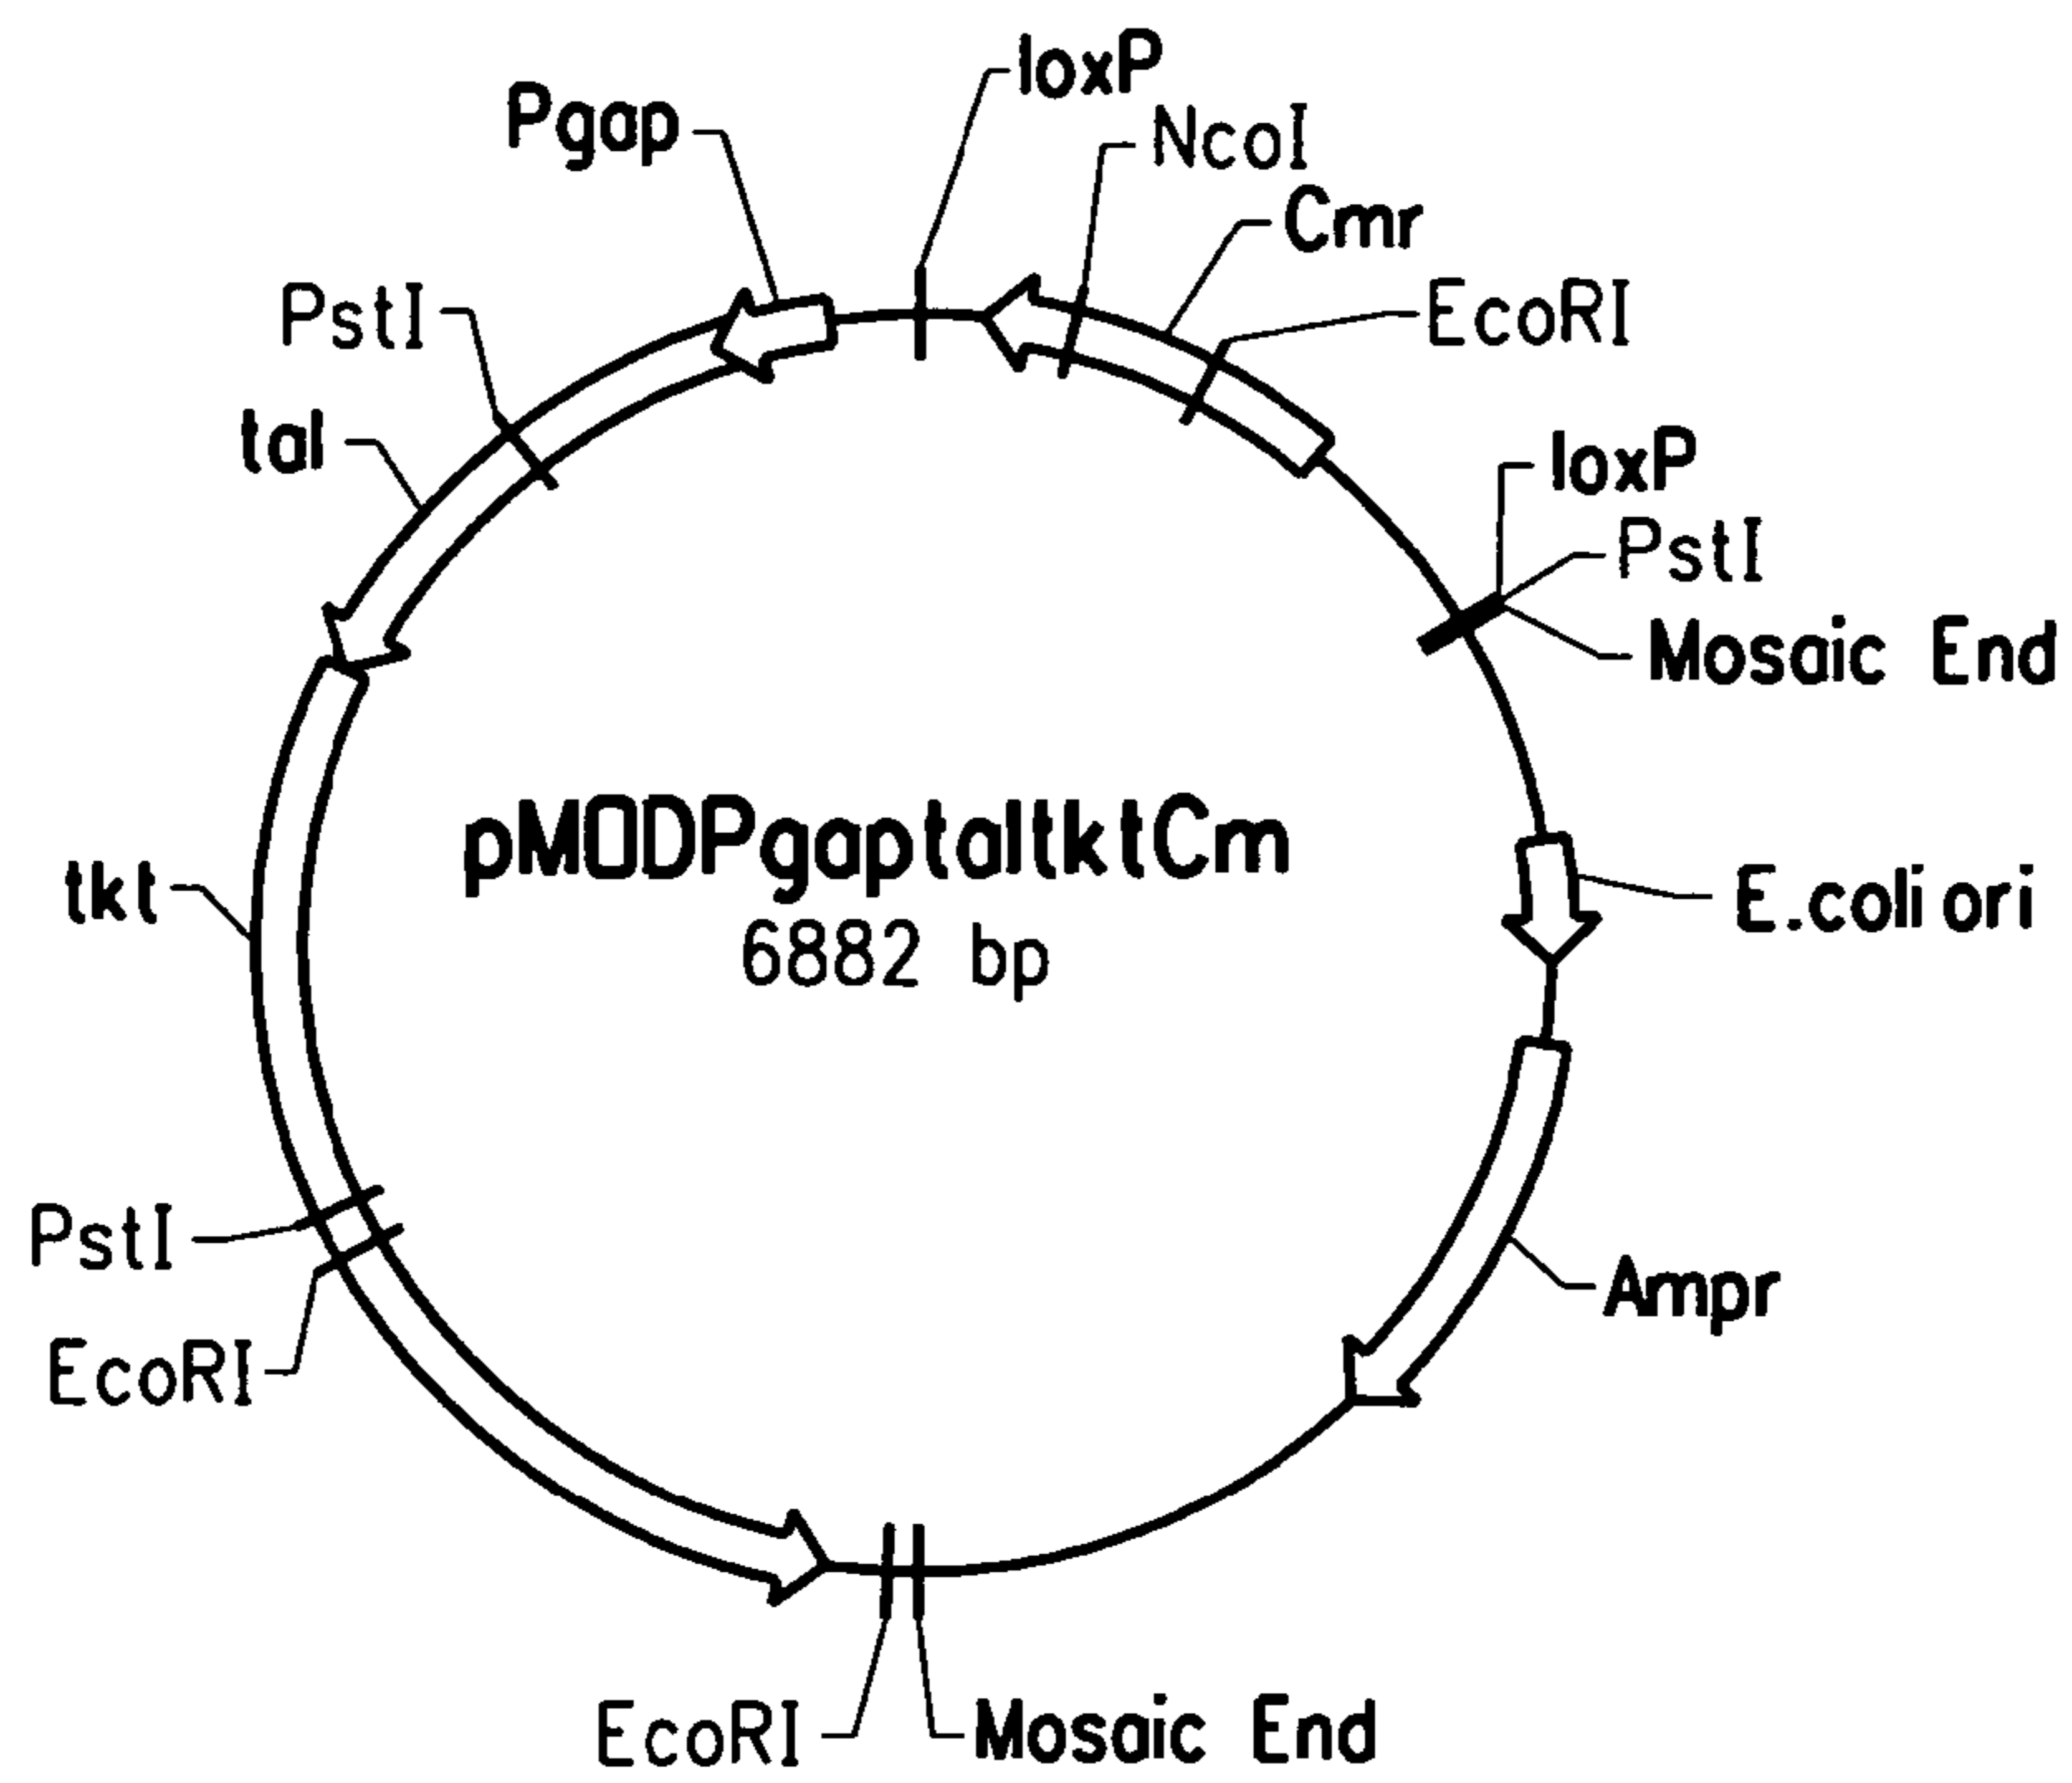 loxP
Pgap
NcoI
Cmr
PstI
EcoRI
tal
loxP
PstI
Mosaic End
pMODPgaptaltktCm
tkt
E.coli ori
6882 bp
PstI
Ampr
EcoRI
EcoRI
Mosaic End